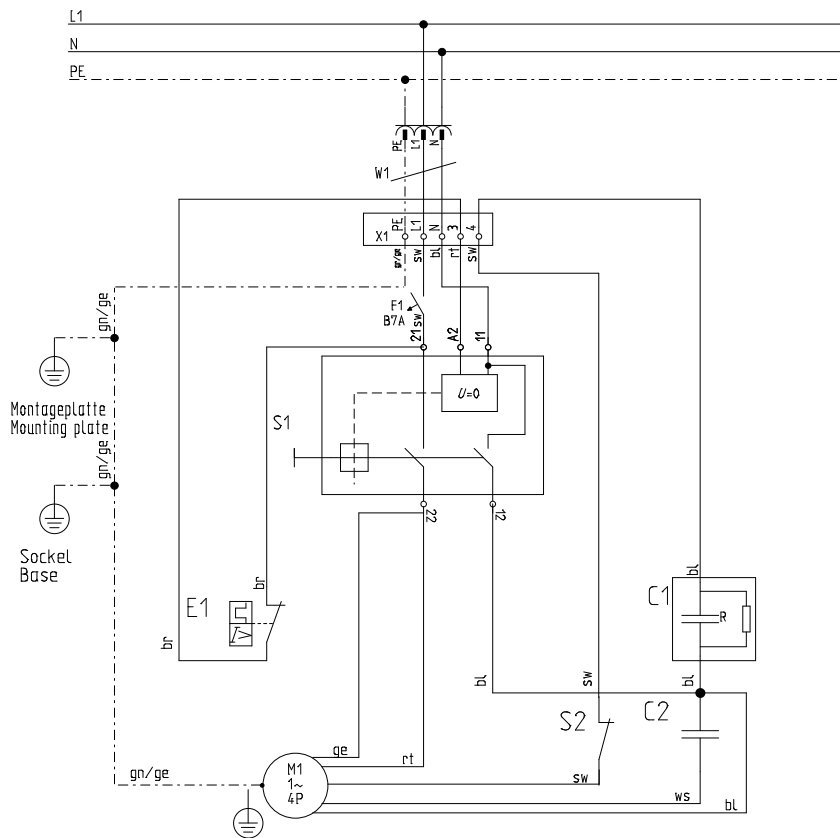 L1
N
PE
PE
L1
N
W1
X1
PE
L1
N
3
4
gn/ge
sw
bl
rt
sw
gn/ge
F1
B7A
sw
21
A2
11
U=0
Montageplatte
Mounting plate
S1
gn/ge
22
12
Sockel
Base
br
E1
br
bl
C1
R
bl
sw
bl
S2
C2
ge
rt
gn/ge
M1
1~
4P
sw
ws
bl